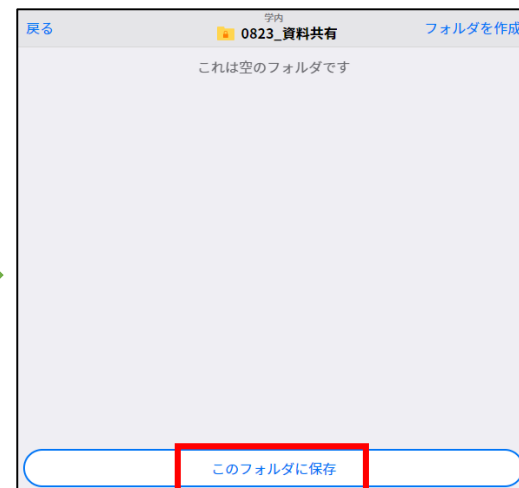 戻る
学内
0823_資料共有
フォルダを作成
これは空のフォルダです
このフォルダに保存